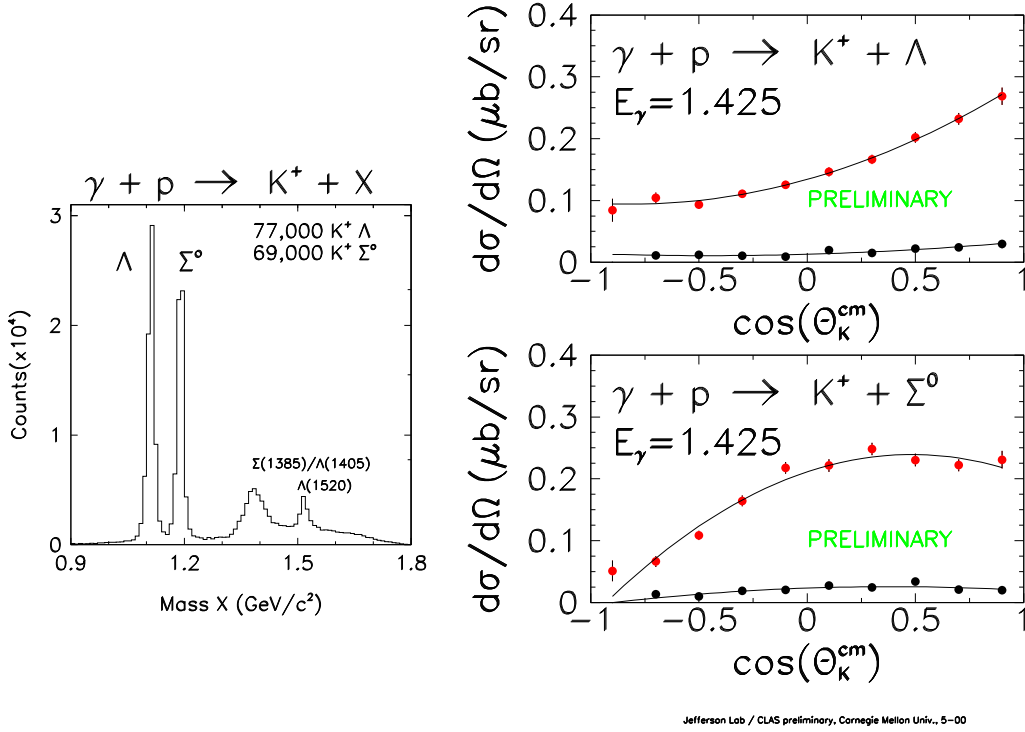 γ + p → K⁺ + X
77,000 K⁺ Λ
69,000 K⁺ Σ⁰
Λ
Σ⁰
Σ(1385)/Λ(1405)
Λ(1520)
3
2
1
0
0.9
1.2
1.5
1.8
Counts(x10⁴)
Mass X (GeV/c²)
γ + p → K⁺ + Λ
E_γ=1.425
PRELIMINARY
0.4
0.3
0.2
0.1
0
−1
−0.5
0
0.5
1
dσ/dΩ (μb/sr)
cos(Θ_K^cm)
γ + p → K⁺ + Σ⁰
E_γ=1.425
PRELIMINARY
0.4
0.3
0.2
0.1
0
−1
−0.5
0
0.5
1
dσ/dΩ (μb/sr)
cos(Θ_K^cm)
Jefferson Lab / CLAS preliminary, Carnegie Mellon Univ., 5-00